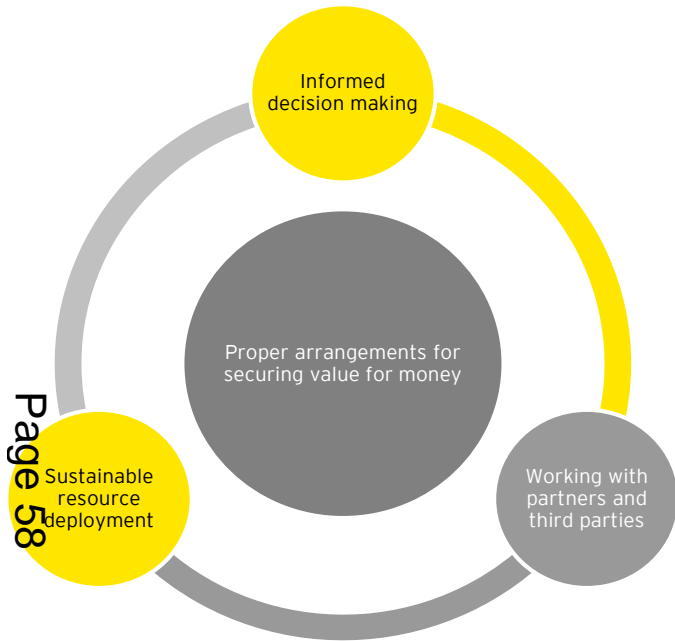 Informed
decision making
Proper arrangements for
securing value for money
Sustainable
resource
deployment
Working with
partners and
third parties
Page 58